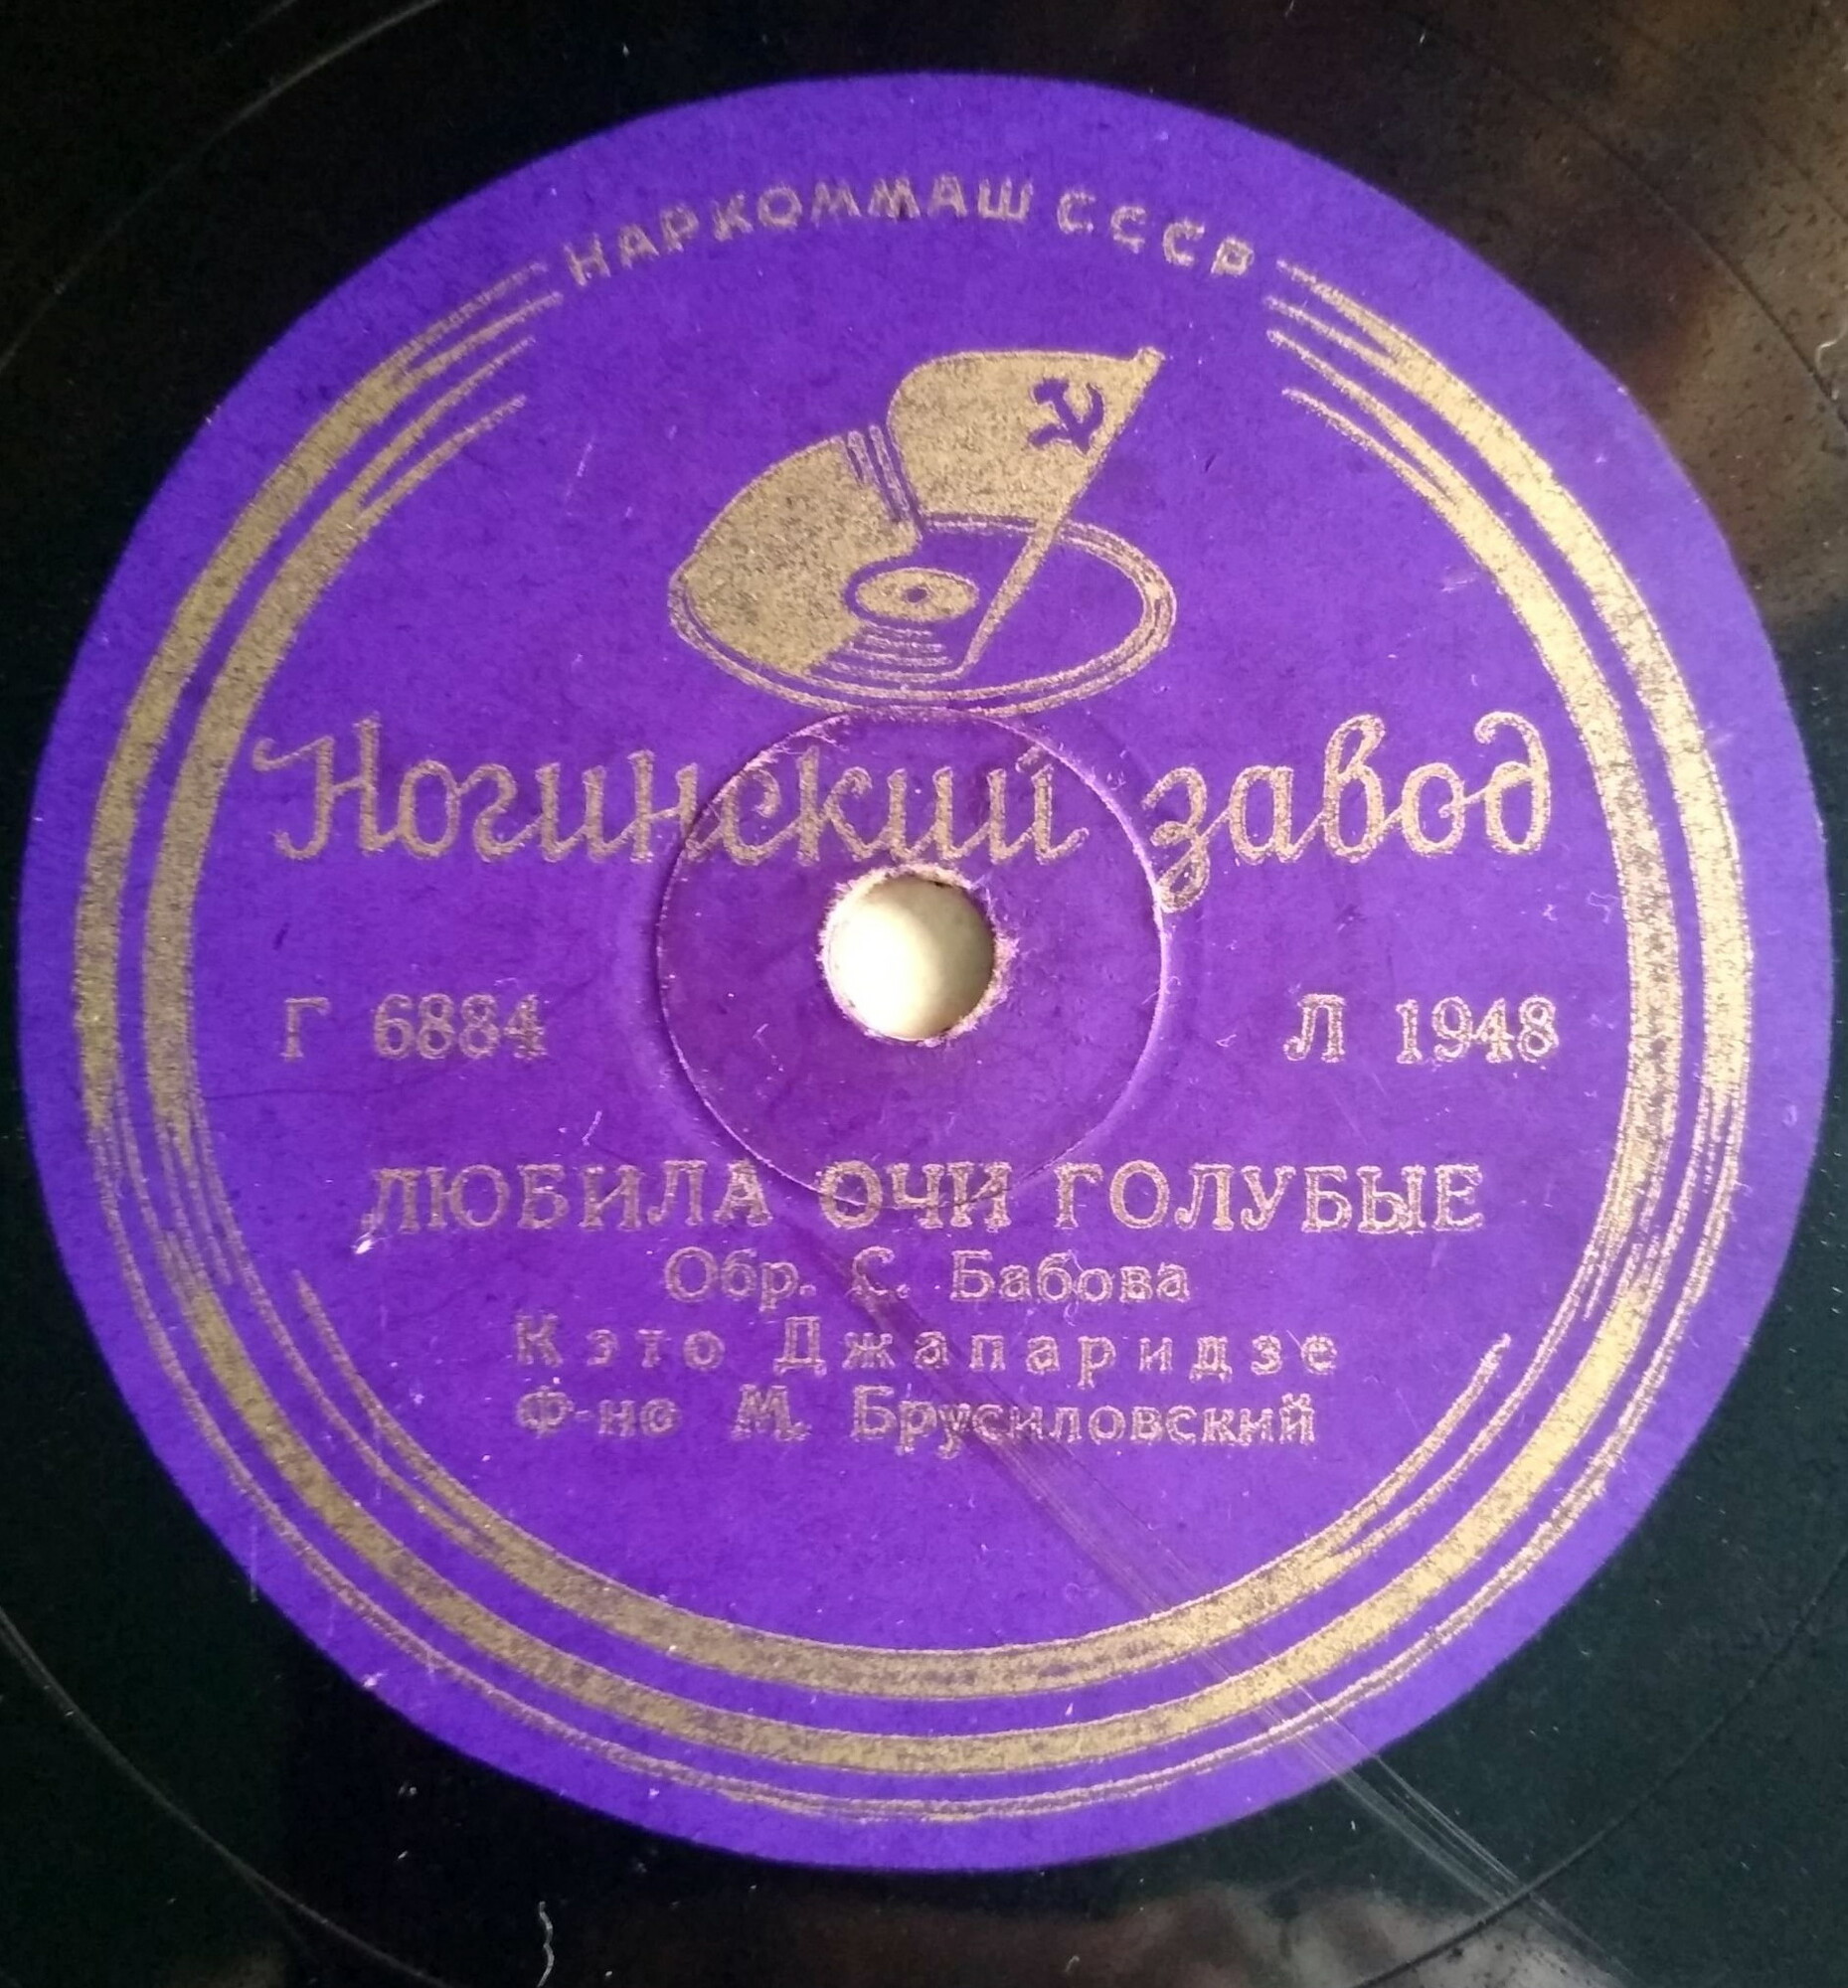 НАРКОММАШ СССР
Ногинский завод
Г 6884 Л 1948
ЛЮБИЛА ОЧИ ГОЛУБЫЕ
Обр. С. Бабова
Кэто Джапаридзе
Ф-но М. Брусиловский